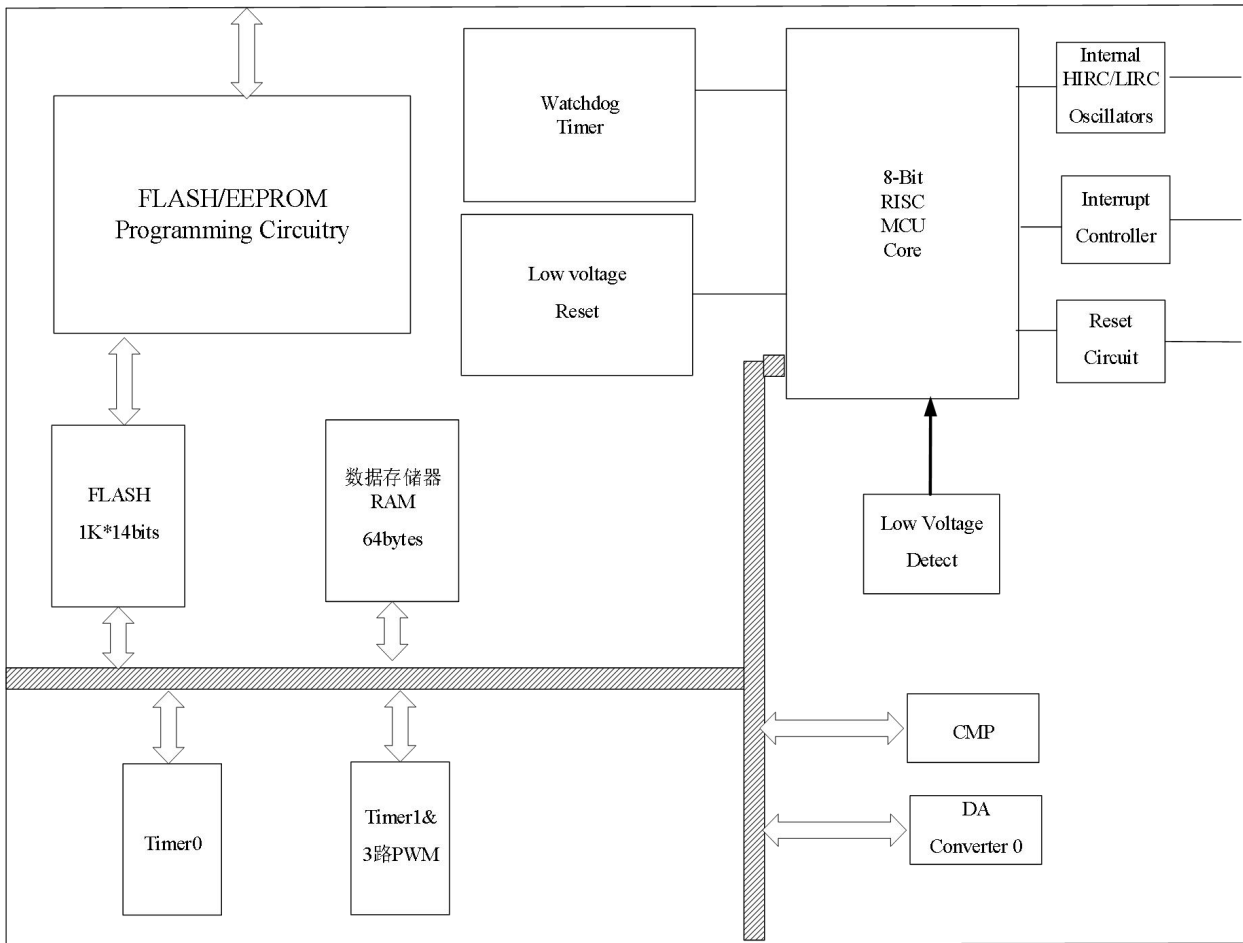 FLASH/EEPROM
Programming Circuitry
Watchdog
Timer
Low voltage
Reset
8-Bit
RISC
MCU
Core
Internal
HIRC/LIRC
Oscillators
Interrupt
Controller
Reset
Circuit
FLASH
1K*14bits
数据存储器
RAM
64bytes
Low Voltage
Detect
Timer0
Timer1&
3路PWM
CMP
DA
Converter 0